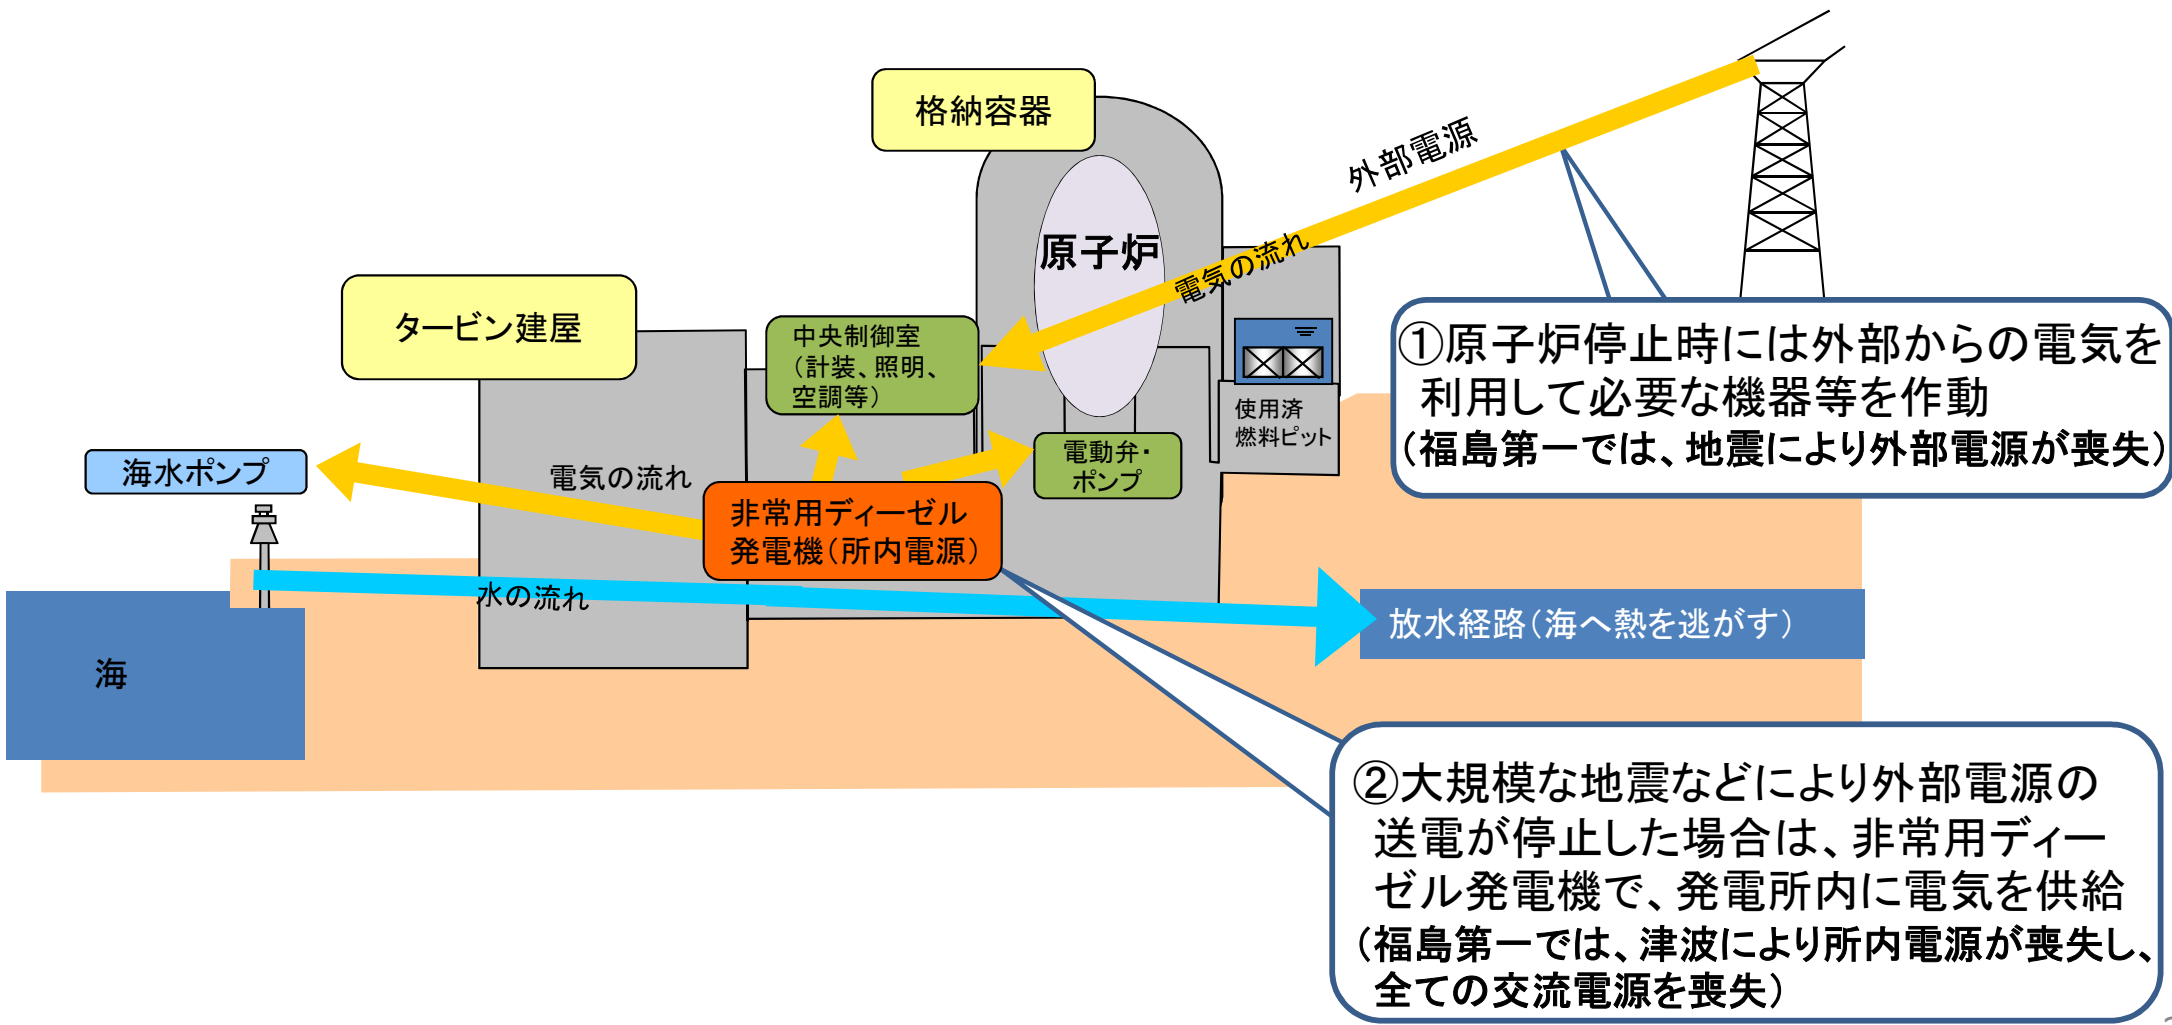 格納容器
外部電源
原子炉
電気の流れ
タービン建屋
中央制御室
（計装、照明、
空調等）
①原子炉停止時には外部からの電気を
利用して必要な機器等を作動
（福島第一では、地震により外部電源が喪失）
使用済
燃料ピット
海水ポンプ
電気の流れ
電動弁・
ポンプ
非常用ディーゼル
発電機（所内電源）
水の流れ
放水経路（海へ熱を逃がす）
海
②大規模な地震などにより外部電源の
送電が停止した場合は、非常用ディー
ゼル発電機で、発電所内に電気を供給
（福島第一では、津波により所内電源が喪失し、
全ての交流電源を喪失）